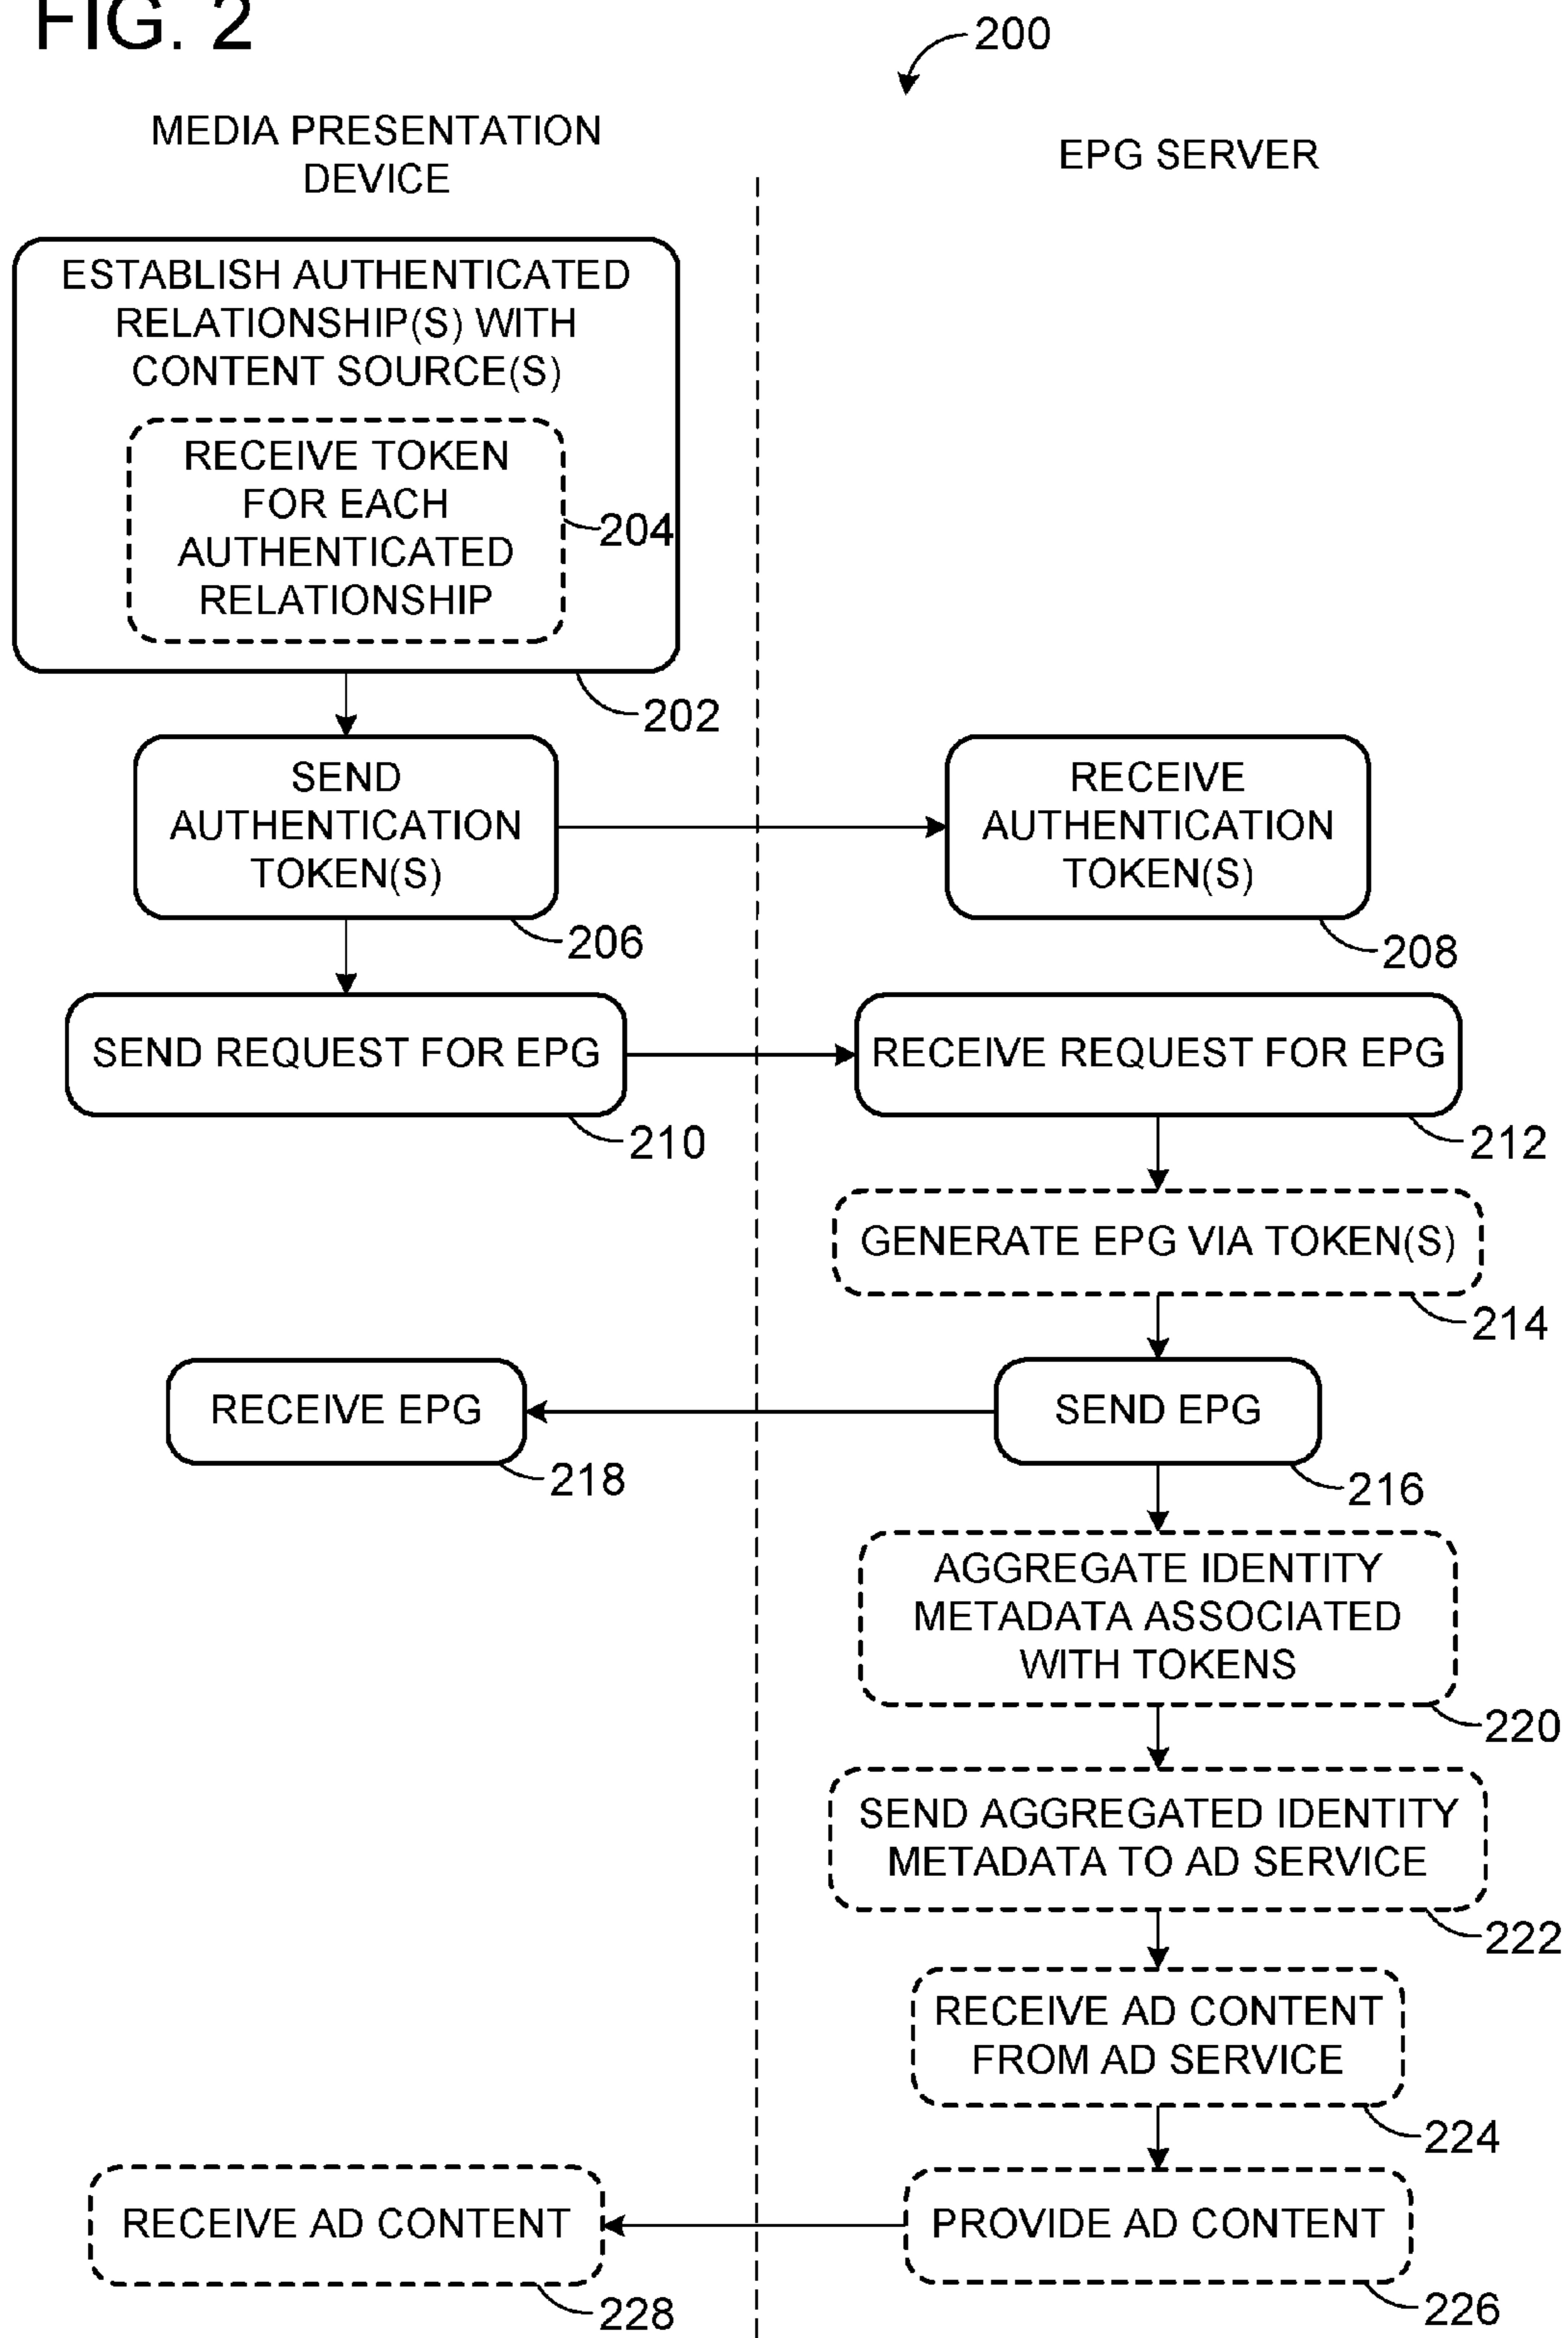 FIG. 2
200
MEDIA PRESENTATION
DEVICE
EPG SERVER
ESTABLISH AUTHENTICATED
RELATIONSHIP(S) WITH
CONTENT SOURCE(S)
RECEIVE TOKEN
FOR EACH
AUTHENTICATED
RELATIONSHIP
204
202
SEND
AUTHENTICATION
TOKEN(S)
206
RECEIVE
AUTHENTICATION
TOKEN(S)
208
SEND REQUEST FOR EPG
210
RECEIVE REQUEST FOR EPG
212
GENERATE EPG VIA TOKEN(S)
214
RECEIVE EPG
218
SEND EPG
216
AGGREGATE IDENTITY
METADATA ASSOCIATED
WITH TOKENS
220
SEND AGGREGATED IDENTITY
METADATA TO AD SERVICE
222
RECEIVE AD CONTENT
FROM AD SERVICE
224
RECEIVE AD CONTENT
228
PROVIDE AD CONTENT
226